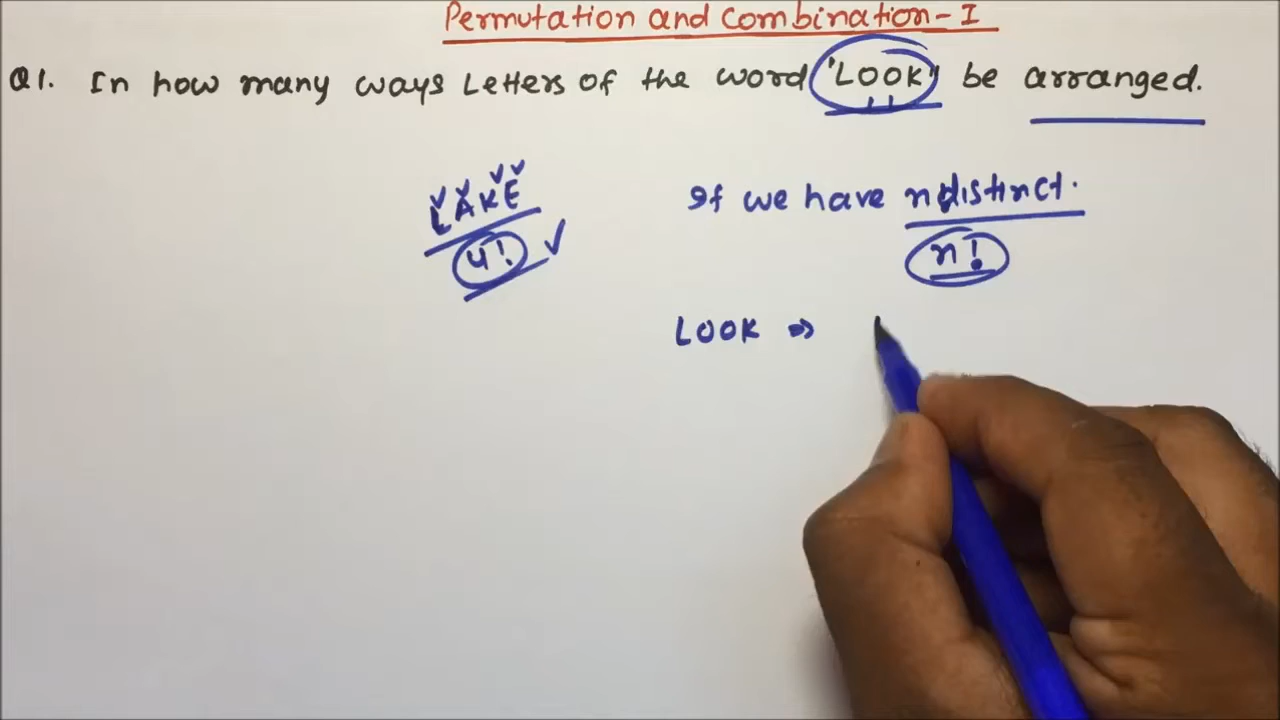 Permutation and Combination - I
Q1. In how many ways Letters of the word 'LOOK' be arranged.
LAKE
4!
If we have n distinct.
n!
LOOK ⇒